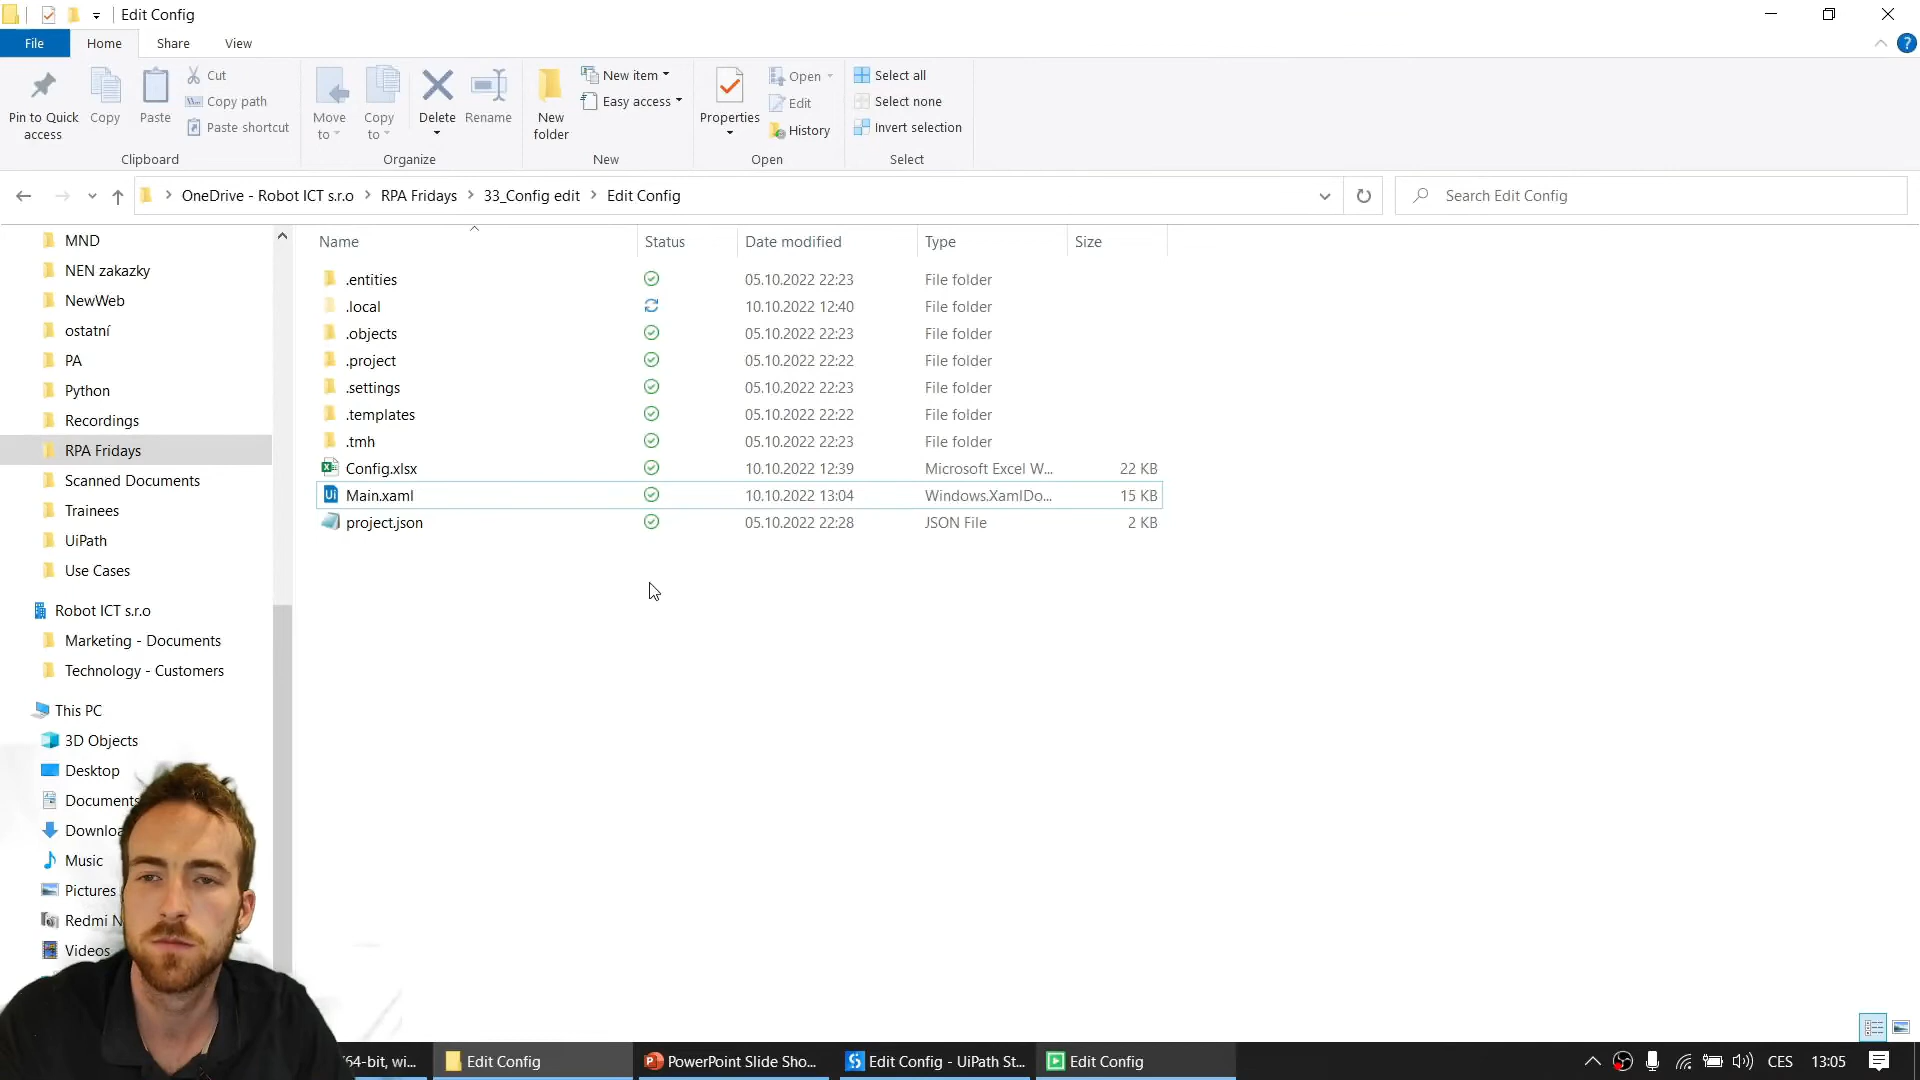 Edit Config
File
Home
Share
View
Pin to Quick access
Copy
Paste
Cut
Copy path
Paste shortcut
Clipboard
Move to
Copy to
Delete
Rename
Organize
New folder
New item
Easy access
New
Properties
Open
Edit
History
Open
Select all
Select none
Invert selection
Select
OneDrive - Robot ICT s.r.o
RPA Fridays
33_Config edit
Edit Config
Search Edit Config
MND
NEN zakazky
NewWeb
ostatní
PA
Python
Recordings
RPA Fridays
Scanned Documents
Trainees
UiPath
Use Cases
Robot ICT s.r.o
Marketing - Documents
Technology - Customers
This PC
3D Objects
Desktop
Documents
Downloa
Music
Pictures
Redmi N
Videos
Name Status Date modified Type Size
.entities 05.10.2022 22:23 File folder
.local 10.10.2022 12:40 File folder
.objects 05.10.2022 22:23 File folder
.project 05.10.2022 22:22 File folder
.settings 05.10.2022 22:23 File folder
.templates 05.10.2022 22:22 File folder
.tmh 05.10.2022 22:23 File folder
Config.xlsx 10.10.2022 12:39 Microsoft Excel W... 22 KB
Main.xaml 10.10.2022 13:04 Windows.XamlDo... 15 KB
project.json 05.10.2022 22:28 JSON File 2 KB
64-bit, wi...
Edit Config
PowerPoint Slide Sho...
Edit Config - UiPath St...
Edit Config
CES
13:05